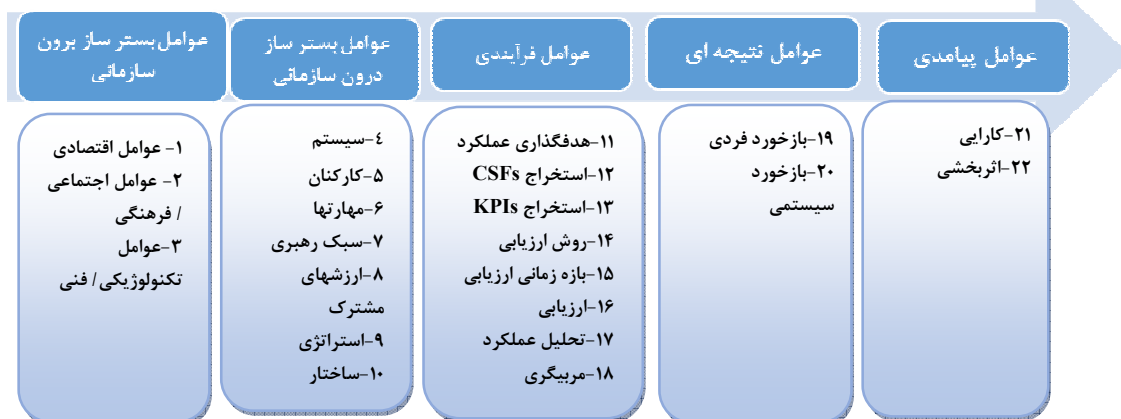 عوامل بستر ساز برون
سازمانی
۱- عوامل اقتصادی
۲- عوامل اجتماعی
/ فرهنگی
۳-عوامل
تکنولوژیکی/ فنی
عوامل بستر ساز
درون سازمانی
٤-سیستم
۵-کارکنان
۶-مهارتها
۷-سبک رهبری
۸-ارزشهای
مشترک
۹-استراتژی
۱۰-ساختار
عوامل فرآیندی
۱۱-هدفگذاری عملکرد
۱۲-استخراج CSFs
۱۳-استخراج KPIs
۱۴-روش ارزیابی
۱۵-بازه زمانی ارزیابی
۱۶-ارزیابی
۱۷-تحلیل عملکرد
۱۸-مربیگری
عوامل نتیجه ای
۱۹-بازخورد فردی
۲۰-بازخورد
سیستمی
عوامل پیامدی
۲۱-کارایی
۲۲-اثربخشی